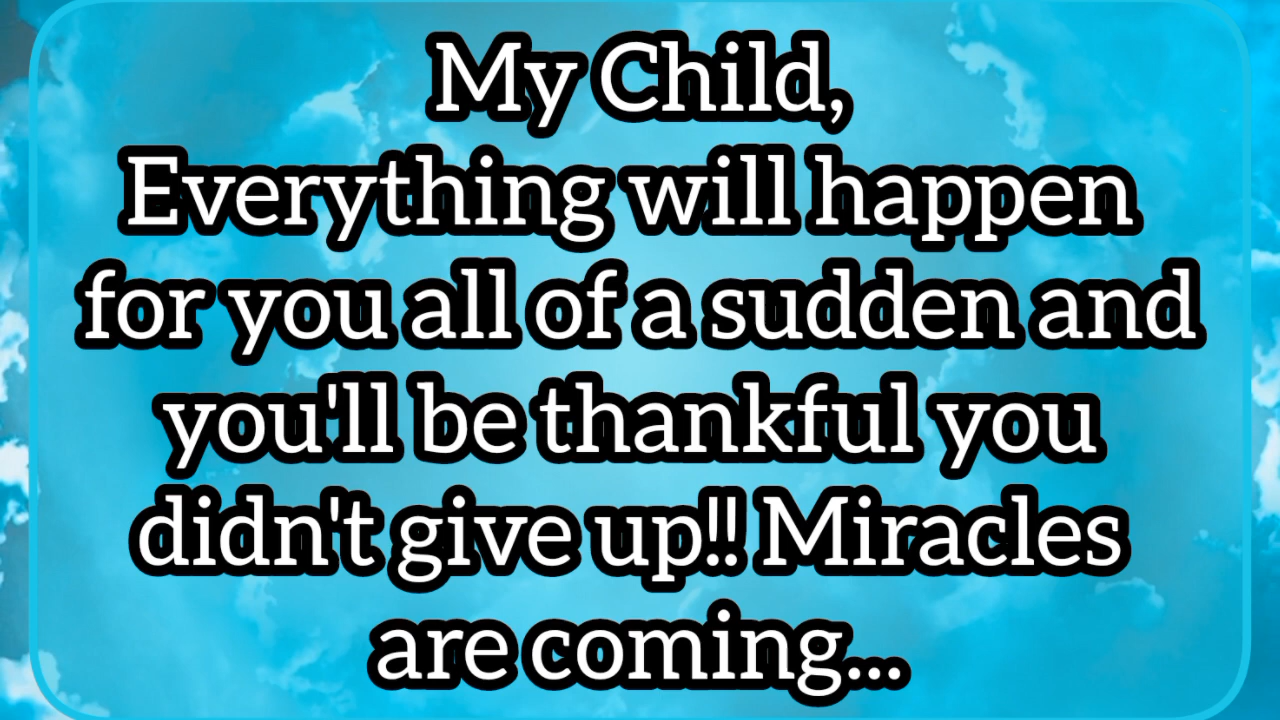 My Child,
Everything will happen
for you all of a sudden and
you'll be thankful you
didn't give up!! Miracles
are coming...